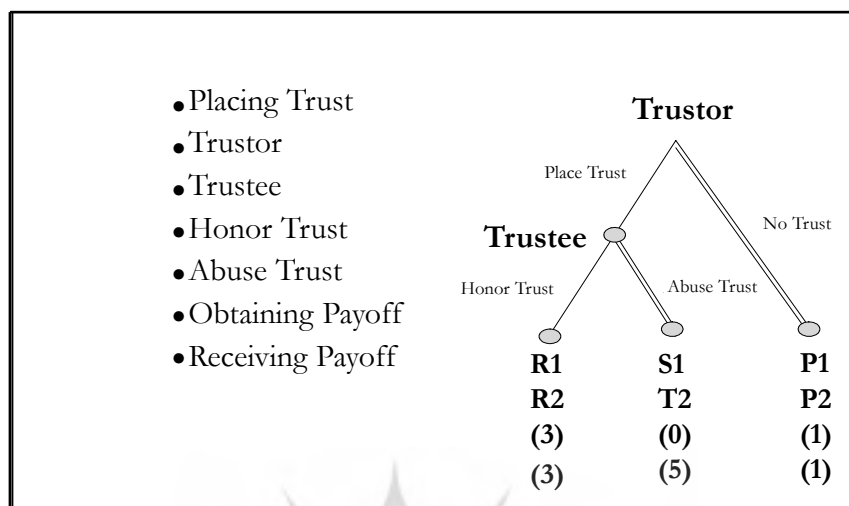 ● Placing Trust
● Trustor
● Trustee
● Honor Trust
● Abuse Trust
● Obtaining Payoff
● Receiving Payoff
Trustor
Place Trust
No Trust
Trustee
Honor Trust
Abuse Trust
R1 S1 P1
R2 T2 P2
(3) (0) (1)
(3) (5) (1)